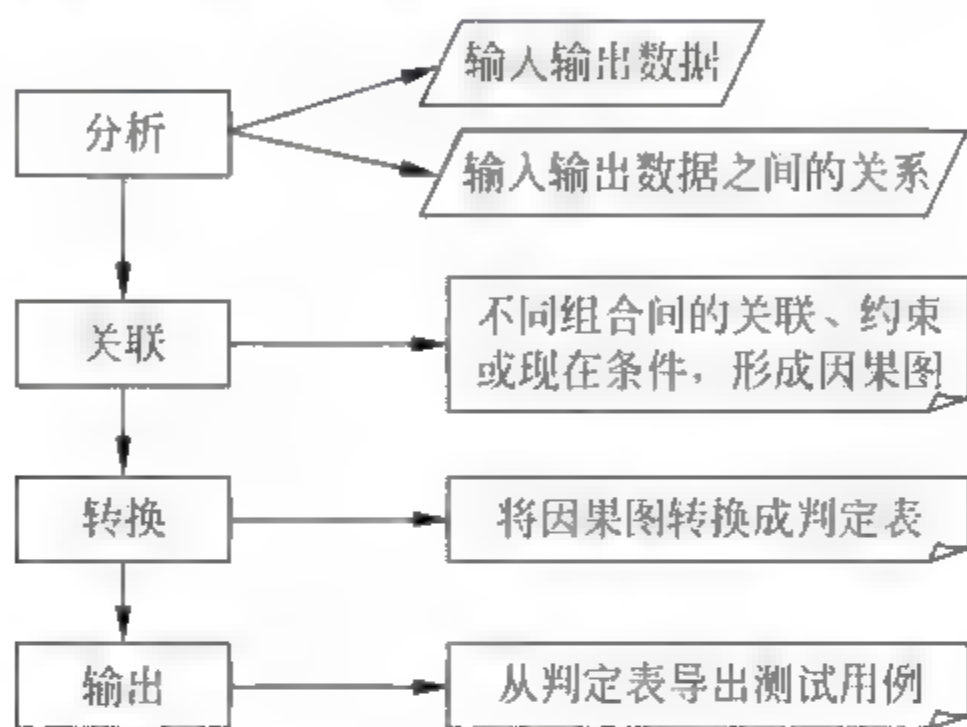 输入输出数据
分析
输入输出数据之间的关系
关联
不同组合间的关联、约束
或现在条件，形成因果图
转换
将因果图转换成判定表
输出
从判定表导出测试用例